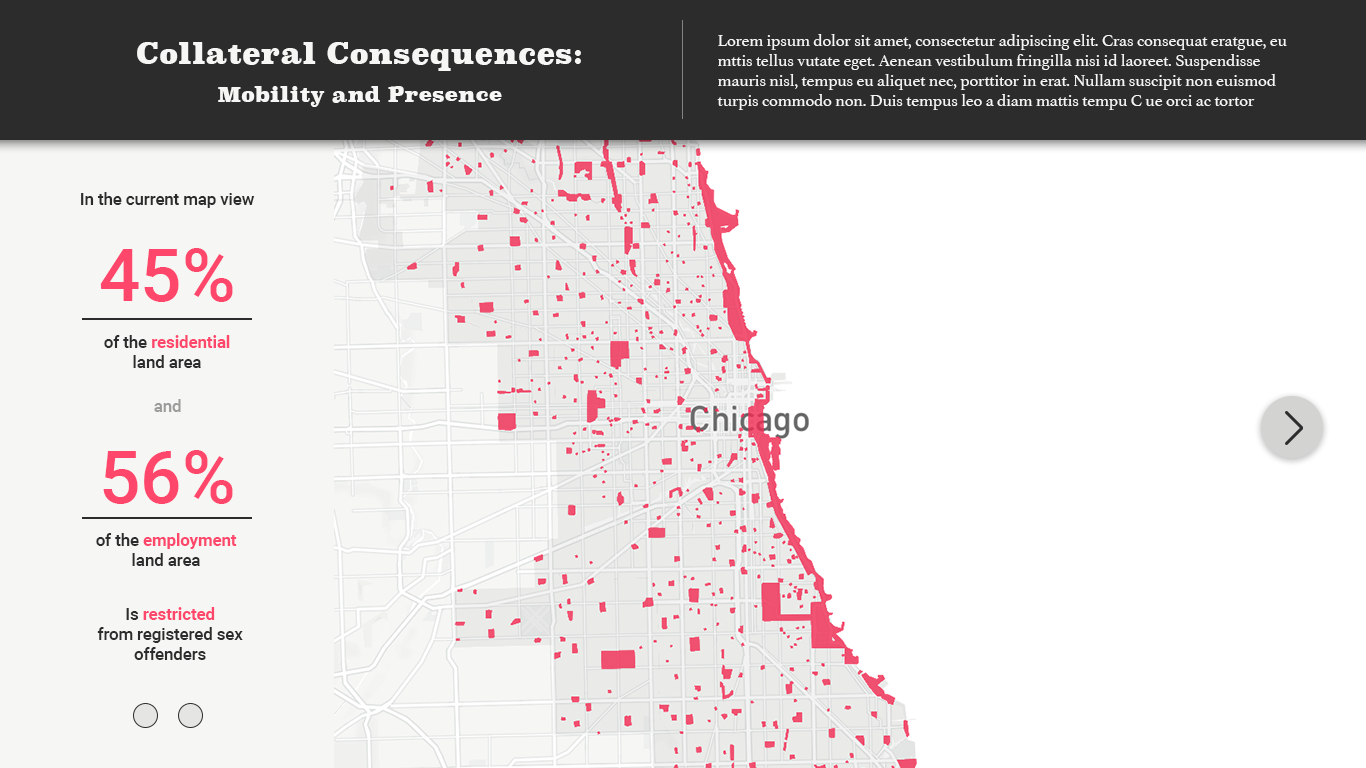 Collateral Consequences:
Mobility and Presence
Lorem ipsum dolor sit amet, consectetur adipiscing elit. Cras consequat eratgue, eu
mttis tellus vutate eget. Aenean vestibulum fringilla nisi id laoreet. Suspendisse
mauris nisl, tempus eu aliquet nec, porttitor in erat. Nullam suscipit non euismod
turpis commodo non. Duis tempus leo a diam mattis tempu C ue orci ac tortor
In the current map view
45%
of the residential
land area
and
56%
of the employment
land area
Is restricted
from registered sex
offenders
Chicago